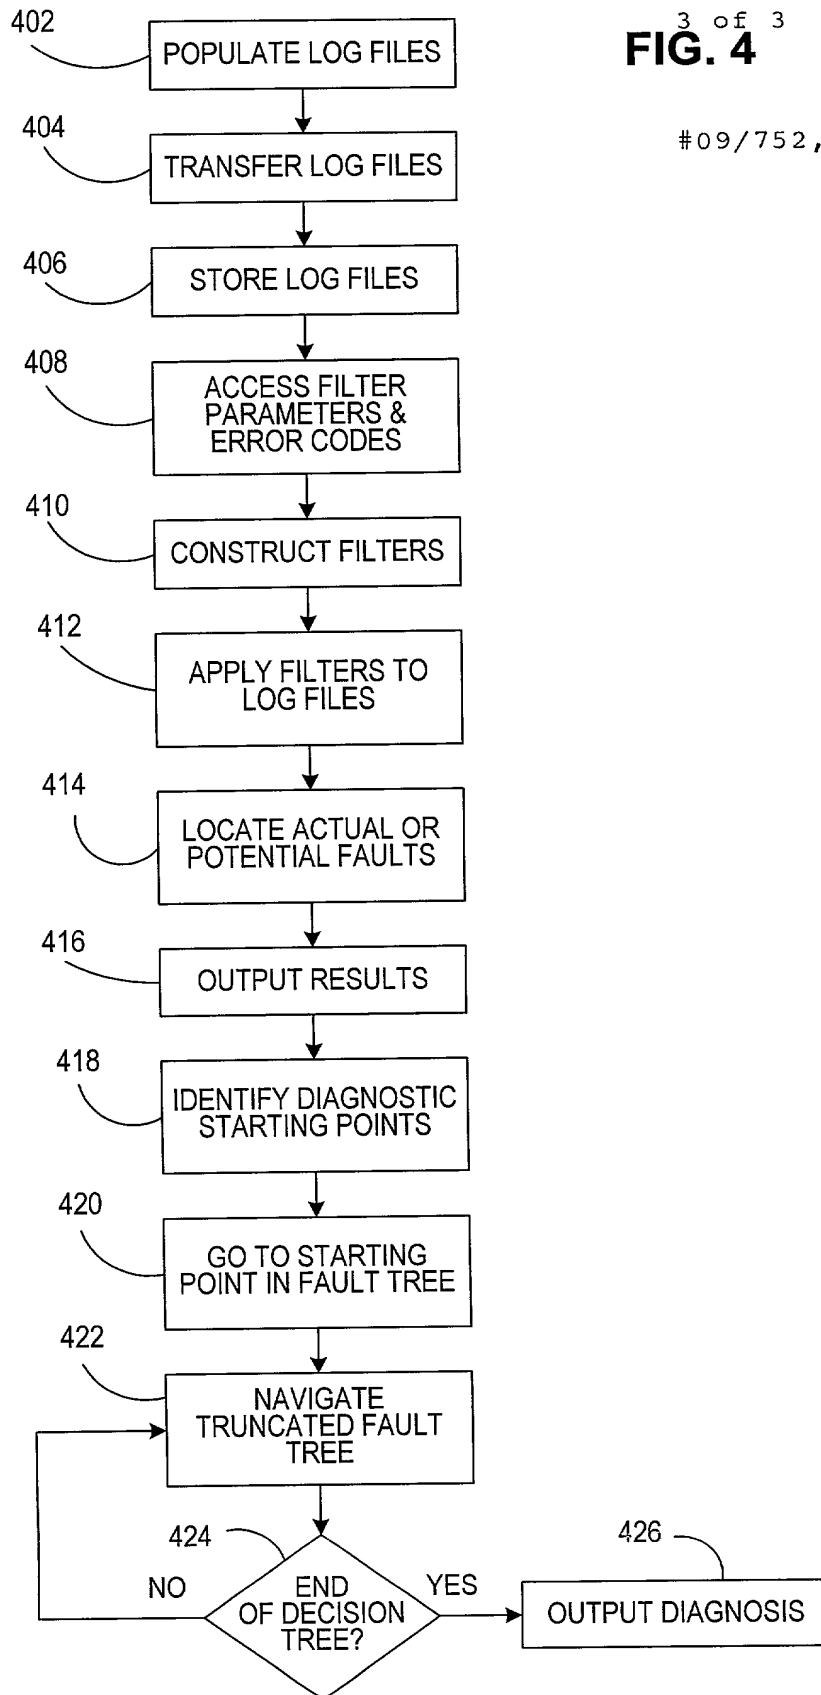 3 of 3
FIG. 4
#09/752,
402
POPULATE LOG FILES
404
TRANSFER LOG FILES
406
STORE LOG FILES
408
ACCESS FILTER
PARAMETERS &
ERROR CODES
410
CONSTRUCT FILTERS
412
APPLY FILTERS TO
LOG FILES
414
LOCATE ACTUAL OR
POTENTIAL FAULTS
416
OUTPUT RESULTS
418
IDENTIFY DIAGNOSTIC
STARTING POINTS
420
GO TO STARTING
POINT IN FAULT TREE
422
NAVIGATE
TRUNCATED FAULT
TREE
424
NO
END
OF DECISION
TREE?
YES
426
OUTPUT DIAGNOSIS